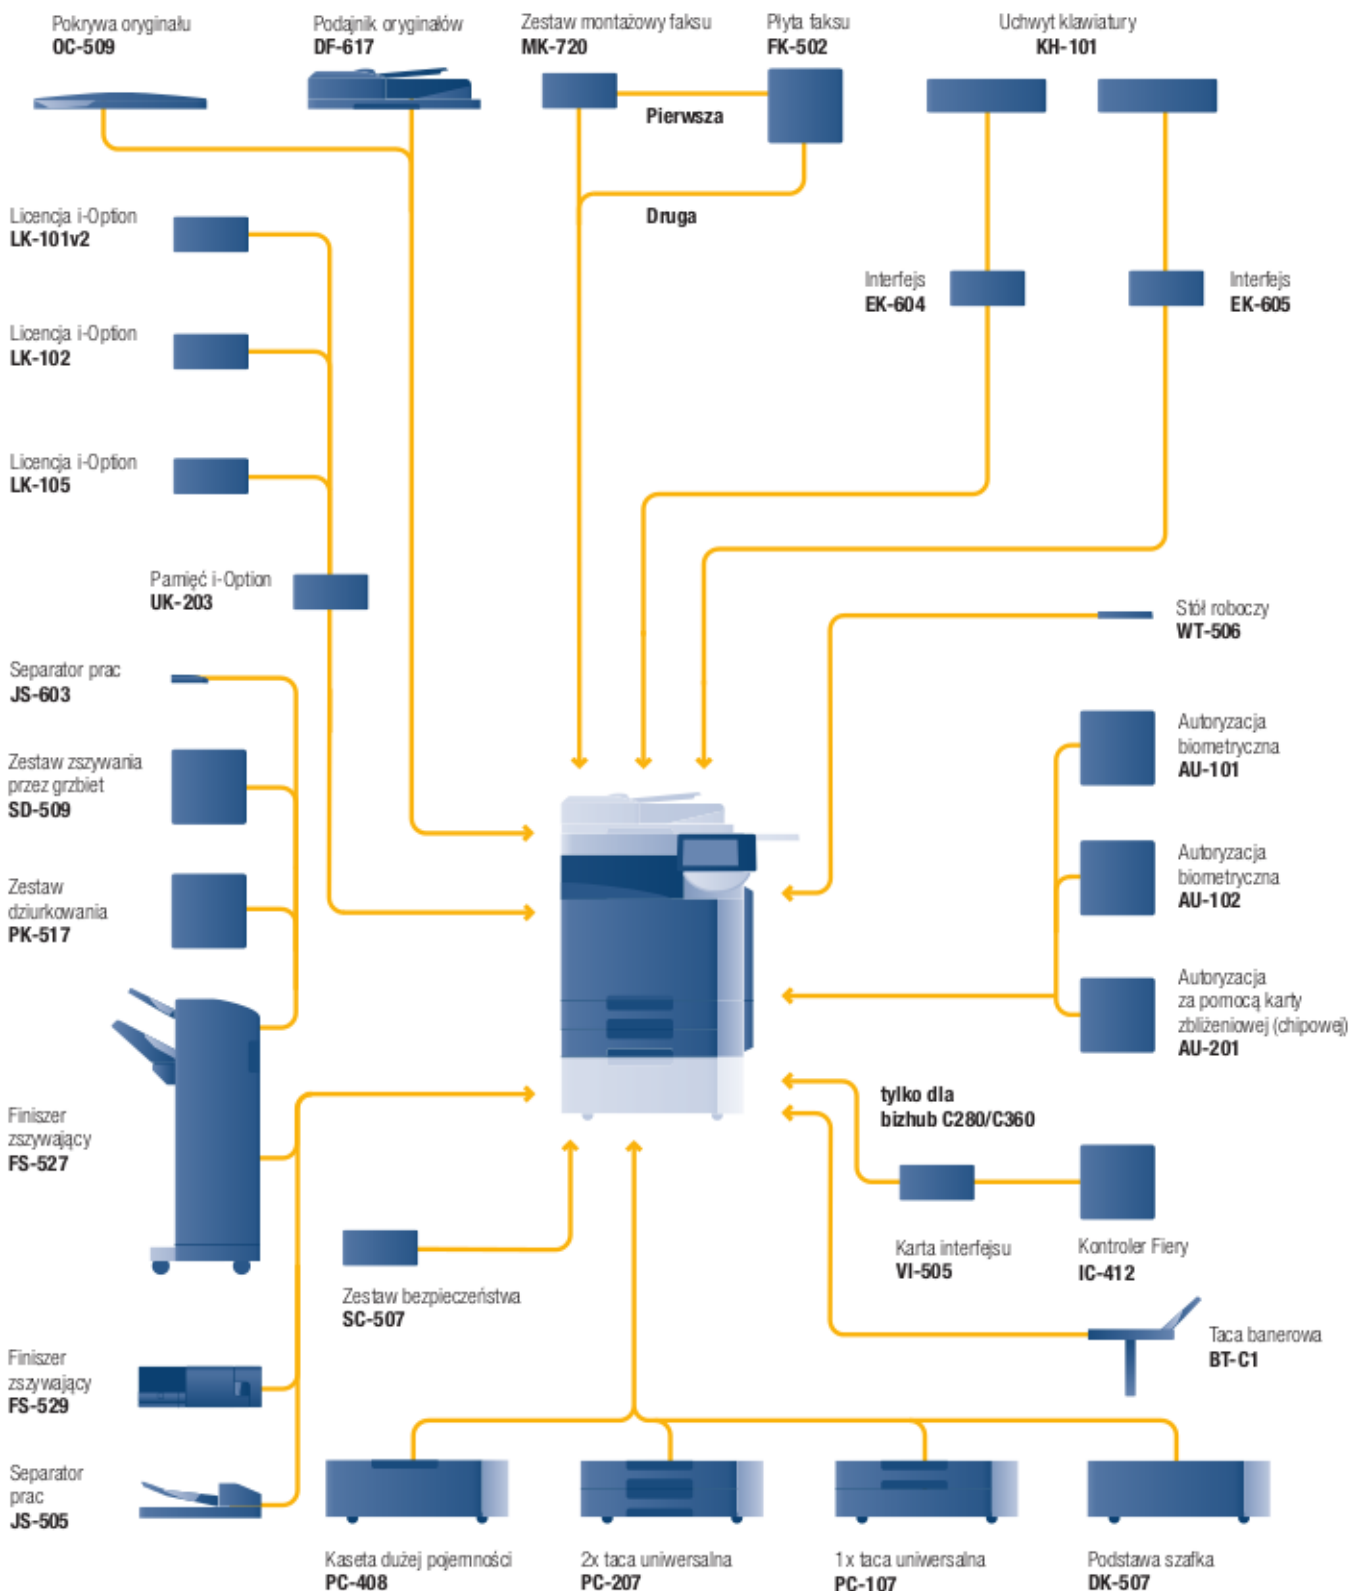 Pokrywa oryginału
OC-509
Podajnik oryginałów
DF-617
Zestaw montażowy faksu
MK-720
Płyta faksu
FK-502
Uchwyt klawiatury
KH-101
Pierwsza
Druga
Licencja i-Option
LK-101v2
Interfejs
EK-604
Interfejs
EK-605
Licencja i-Option
LK-102
Licencja i-Option
LK-105
Pamięć i-Option
UK-203
Stół roboczy
WT-506
Separator prac
JS-603
Autoryzacja
biometryczna
AU-101
Zestaw zszywania
przez grzbiet
SD-509
Autoryzacja
biometryczna
AU-102
Zestaw
dziurkowania
PK-517
Autoryzacja
za pomocą karty
zbliżeniowej (chipowej)
AU-201
tylko dla
bizhub C280/C360
Finiszer
zszywający
FS-527
Karta interfejsu
VI-505
Kontroler Fiery
IC-412
Zestaw bezpieczeństwa
SC-507
Taca banerowa
BT-C1
Finiszer
zszywający
FS-529
Separator
prac
JS-505
Kaseta dużej pojemności
PC-408
2x taca uniwersalna
PC-207
1x taca uniwersalna
PC-107
Podstawa szafka
DK-507